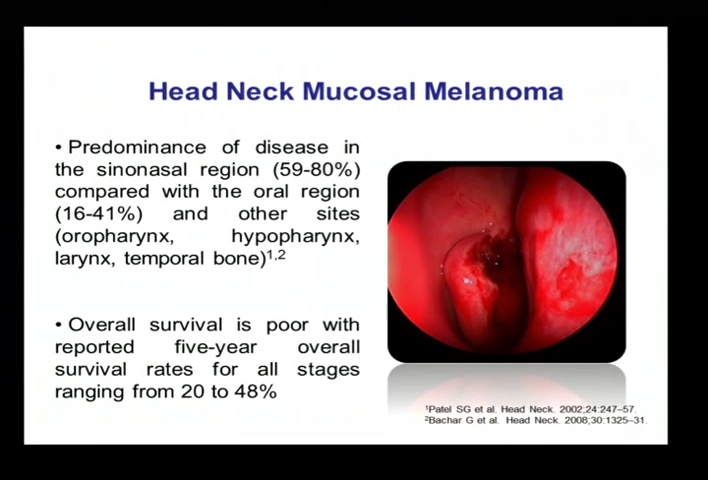 Head Neck Mucosal Melanoma
• Predominance of disease in
the sinonasal region (59-80%)
compared with the oral region
(16-41%) and other sites
(oropharynx, hypopharynx,
larynx, temporal bone)1,2
• Overall survival is poor with
reported five-year overall
survival rates for all stages
ranging from 20 to 48%
1Patel SG et al. Head Neck. 2002;24:247–57.
2Bachar G et al. Head Neck. 2008;30:1325–31.